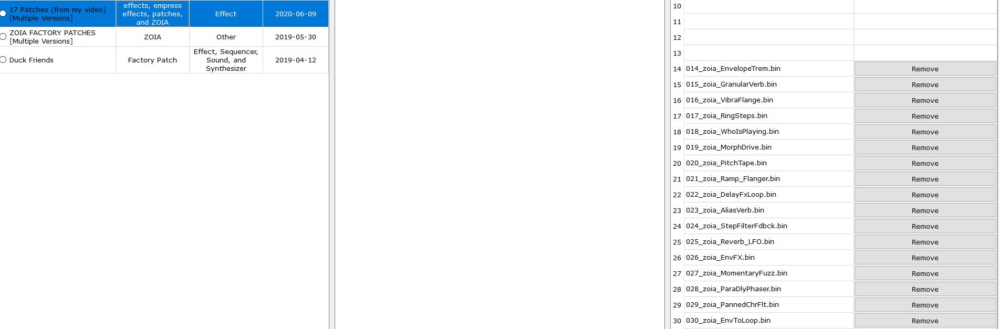 17 Patches (from my video)
[Multiple Versions]
effects, empress
effects, patches,
and ZOIA
Effect
2020-06-09
ZOIA FACTORY PATCHES
[Multiple Versions]
ZOIA
Other
2019-05-30
Duck Friends
Factory Patch
Effect, Sequencer,
Sound, and
Synthesizer
2019-04-12
10
11
12
13
14 014_zoia_EnvelopeTrem.bin Remove
15 015_zoia_GranularVerb.bin Remove
16 016_zoia_VibraFlange.bin Remove
17 017_zoia_RingSteps.bin Remove
18 018_zoia_WhoIsPlaying.bin Remove
19 019_zoia_MorphDrive.bin Remove
20 020_zoia_PitchTape.bin Remove
21 021_zoia_Ramp_Flanger.bin Remove
22 022_zoia_DelayFxLoop.bin Remove
23 023_zoia_AliasVerb.bin Remove
24 024_zoia_StepFilterFdbck.bin Remove
25 025_zoia_Reverb_LFO.bin Remove
26 026_zoia_EnvFX.bin Remove
27 027_zoia_MomentaryFuzz.bin Remove
28 028_zoia_ParaDlyPhaser.bin Remove
29 029_zoia_PannedChrFlt.bin Remove
30 030_zoia_EnvToLoop.bin Remove